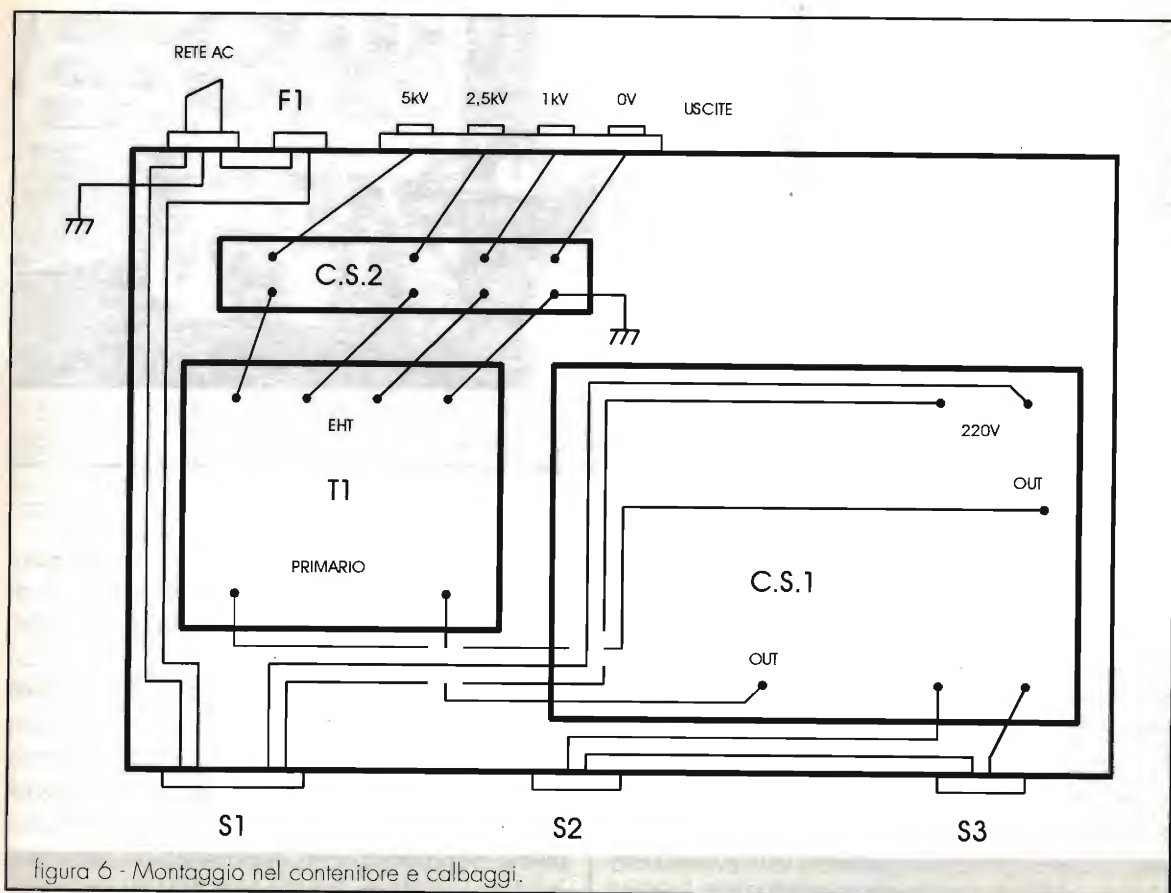 RETE AC
F1
5kV 2,5kV 1kV 0V USCITE
C.S.2
EHT
T1
PRIMARIO
220V
OUT
C.S.1
OUT
S1 S2 S3
figura 6 - Montaggio nel contenitore e calbaggi.